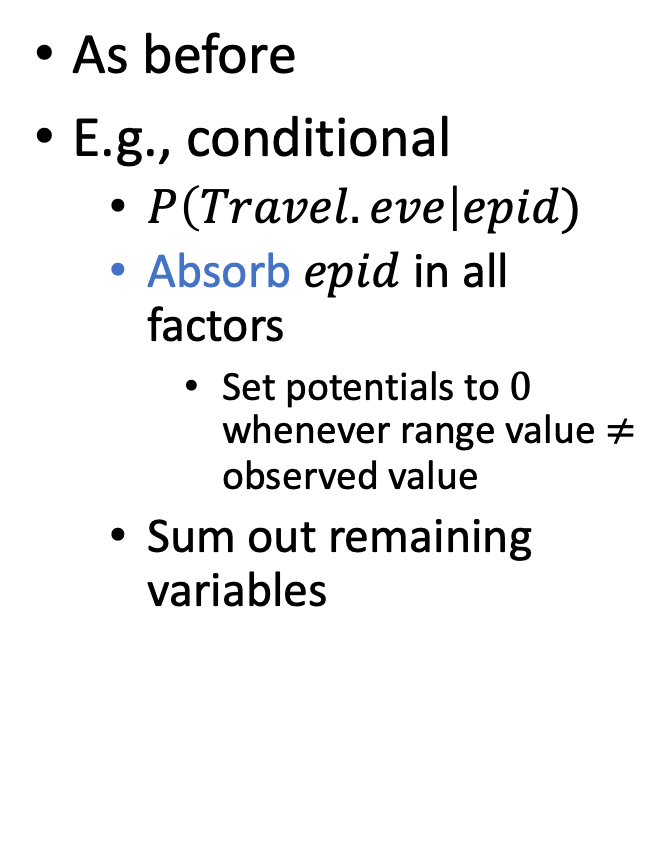 • As before
• E.g., conditional
• P(Travel.eve|epid)
• Absorb epid in all
factors
• Set potentials to 0
whenever range value ≠
observed value
• Sum out remaining
variables